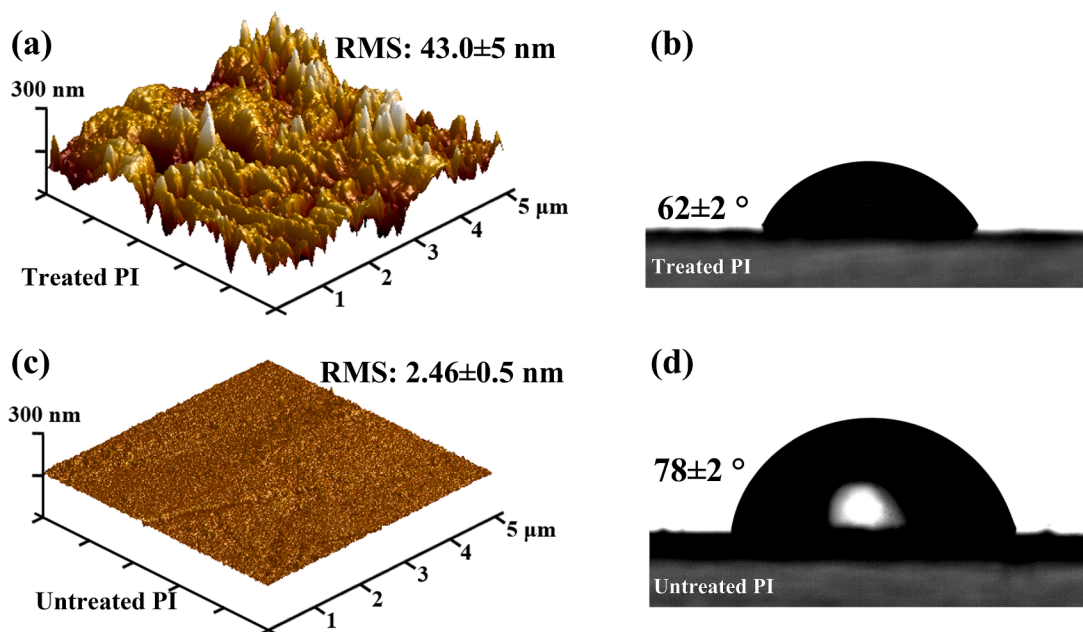 (a)
RMS: 43.0±5 nm
300 nm
Treated PI
1
2
3
4
5 μm
(b)
62±2 °
Treated PI
(c)
RMS: 2.46±0.5 nm
300 nm
Untreated PI
1
2
3
4
5 μm
(d)
78±2 °
Untreated PI